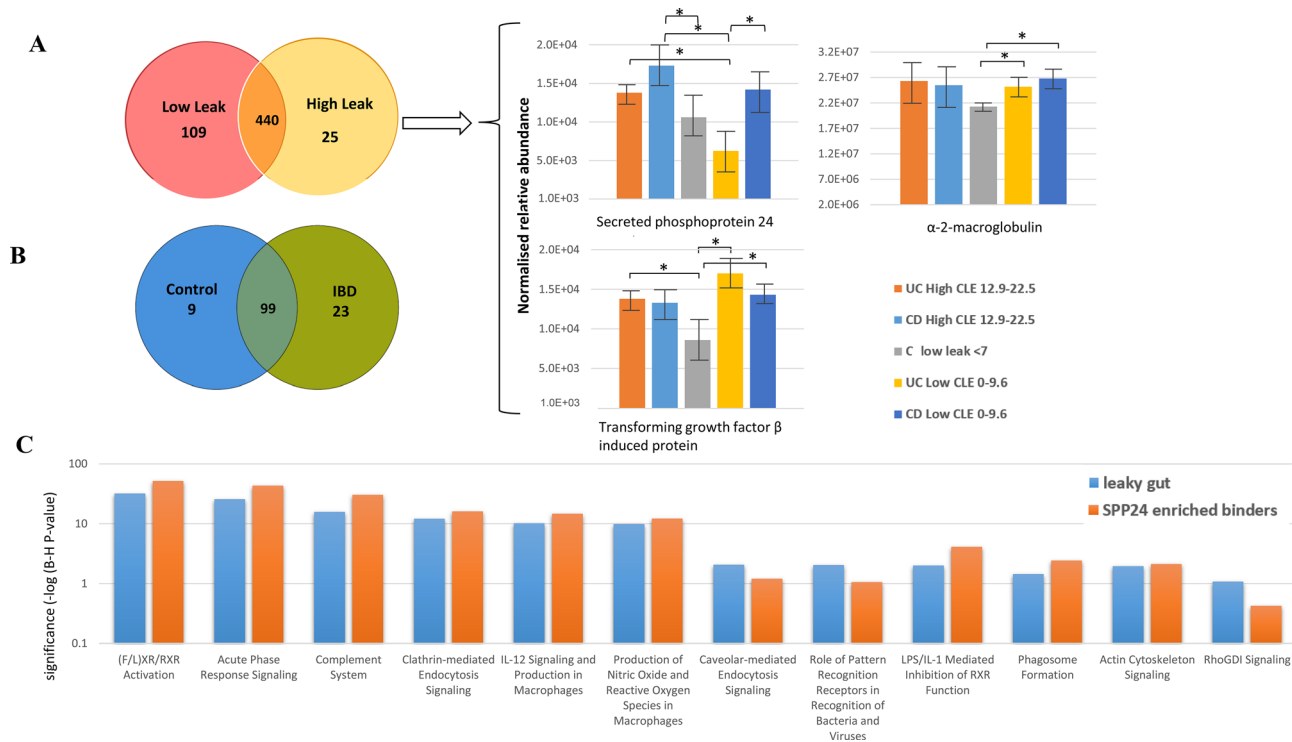 A
Low Leak
109
440
High Leak
25
B
Control
9
99
IBD
23
Normalised relative abundance
2.0E+04
1.5E+04
1.0E+04
5.0E+03
1.0E+03
* * * *
Secreted phosphoprotein 24
3.2E+07
2.7E+07
2.2E+07
1.7E+07
1.2E+07
7.0E+06
2.0E+06
* *
α-2-macroglobulin
2.0E+04
1.5E+04
1.0E+04
5.0E+03
1.0E+03
* * *
Transforming growth factor β
induced protein
UC High CLE 12.9-22.5
CD High CLE 12.9-22.5
C low leak <7
UC Low CLE 0-9.6
CD Low CLE 0-9.6
C
significance (-log (B-H P-value)
100
10
1
0.1
leaky gut
SPP24 enriched binders
(F/L)XR/RXR
Activation
Acute Phase
Response Signaling
Complement
System
Clathrin-mediated
Endocytosis
Signaling
IL-12 Signaling and
Production in
Macrophages
Production of
Nitric Oxide and
Reactive Oxygen
Species in
Macrophages
Caveolar-mediated
Endocytosis
Signaling
Role of Pattern
Recognition
Receptors in
Recognition of
Bacteria and
Viruses
LPS/IL-1 Mediated
Inhibition of RXR
Function
Phagosome
Formation
Actin Cytoskeleton
Signaling
RhoGDI Signaling